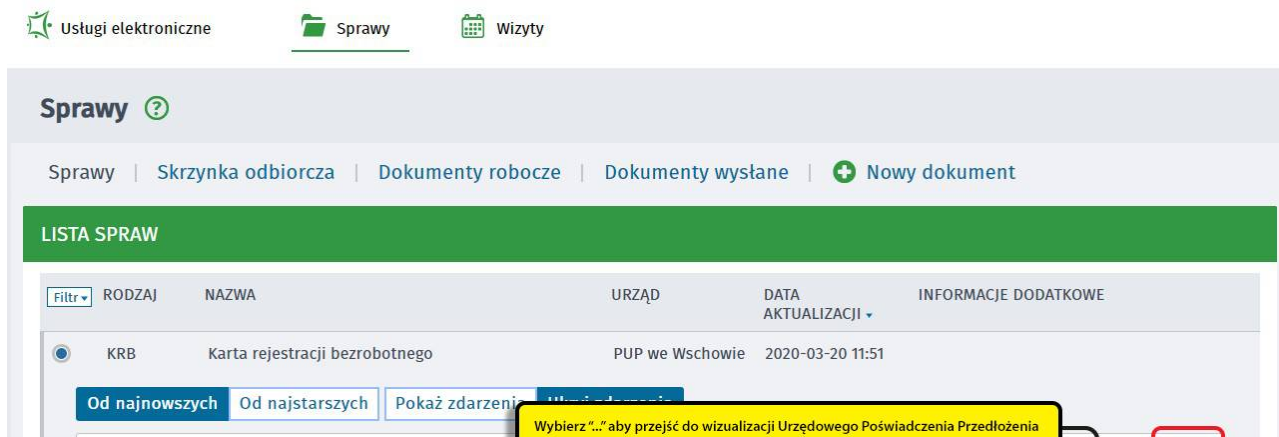 Usługi elektroniczne Sprawy Wizyty
Sprawy ?
Sprawy | Skrzynka odbiorcza | Dokumenty robocze | Dokumenty wysłane | Nowy dokument
LISTA SPRAW
Filtr RODZAJ NAZWA URZĄD DATA AKTUALIZACJI INFORMACJE DODATKOWE
KRB Karta rejestracji bezrobotnego PUP we Wschowie 2020-03-20 11:51
Od najnowszych Od najstarszych Pokaż zdarzenia
Wybierz "..." aby przejść do wizualizacji Urzędowego Poświadczenia Przedłożenia